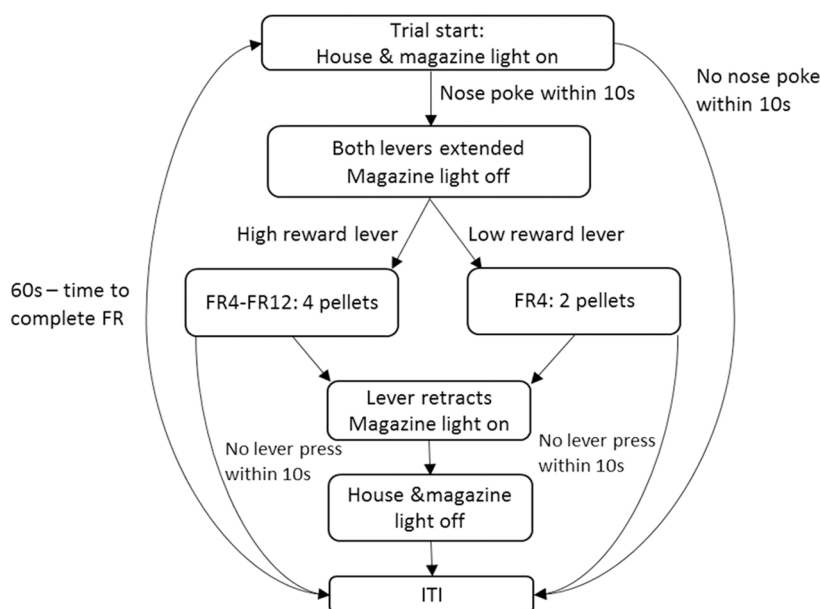 Trial start:
House & magazine light on
No nose poke
within 10s
Nose poke within 10s
Both levers extended
Magazine light off
High reward lever
Low reward lever
60s – time to
complete FR
FR4-FR12: 4 pellets
FR4: 2 pellets
Lever retracts
Magazine light on
No lever press
within 10s
No lever press
within 10s
House &magazine
light off
ITI